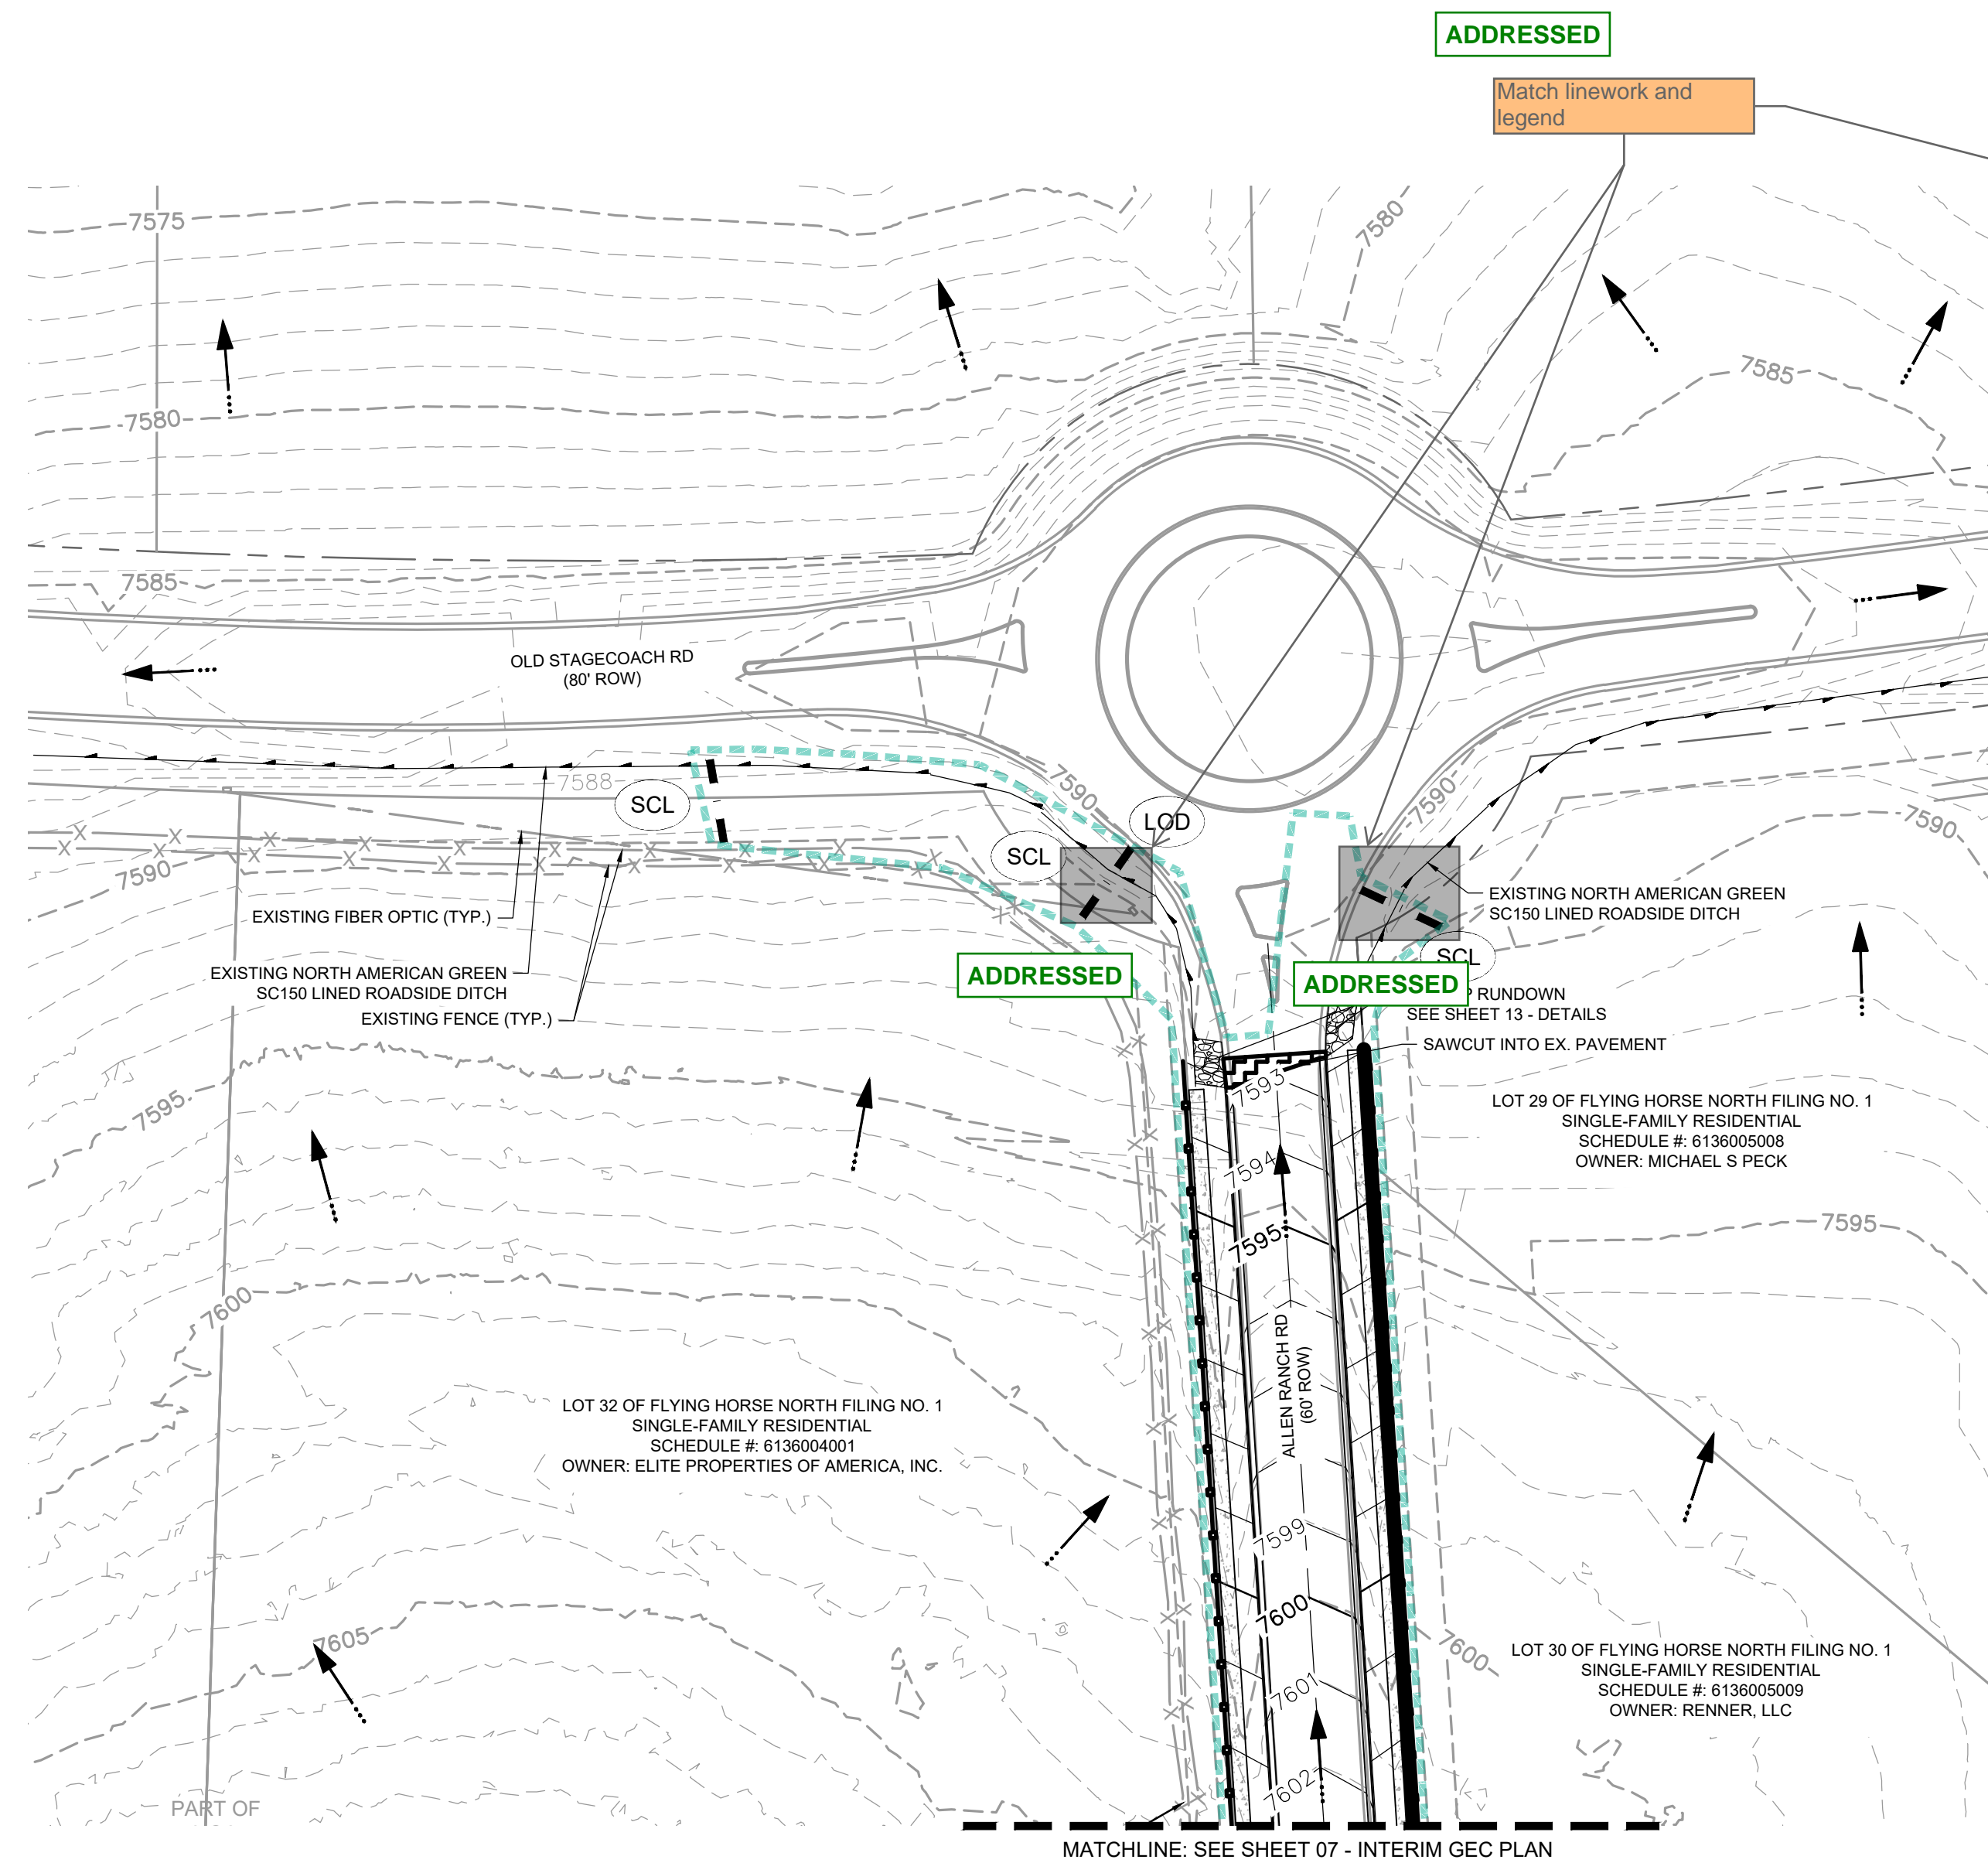 ADDRESSED
Match linework and
legend
7575
7580
7580
7585
7585
OLD STAGECOACH RD
(80' ROW)
7588
7590
7590
7590
SCL
LOD
SCL
7590
EXISTING FIBER OPTIC (TYP.)
EXISTING NORTH AMERICAN GREEN
SC150 LINED ROADSIDE DITCH
EXISTING NORTH AMERICAN GREEN
SC150 LINED ROADSIDE DITCH
EXISTING FENCE (TYP.)
ADDRESSED
SCL
ADDRESSED
P RUNDOWN
SEE SHEET 13 - DETAILS
SAWCUT INTO EX. PAVEMENT
7595
7593
LOT 29 OF FLYING HORSE NORTH FILING NO. 1
SINGLE-FAMILY RESIDENTIAL
SCHEDULE #: 6136005008
OWNER: MICHAEL S PECK
7594
7595
7595
7600
ALLEN RANCH RD
(60' ROW)
LOT 32 OF FLYING HORSE NORTH FILING NO. 1
SINGLE-FAMILY RESIDENTIAL
SCHEDULE #: 6136004001
OWNER: ELITE PROPERTIES OF AMERICA, INC.
7599
7600
7605
7600
LOT 30 OF FLYING HORSE NORTH FILING NO. 1
SINGLE-FAMILY RESIDENTIAL
SCHEDULE #: 6136005009
OWNER: RENNER, LLC
7601
7602
PART OF
MATCHLINE: SEE SHEET 07 - INTERIM GEC PLAN